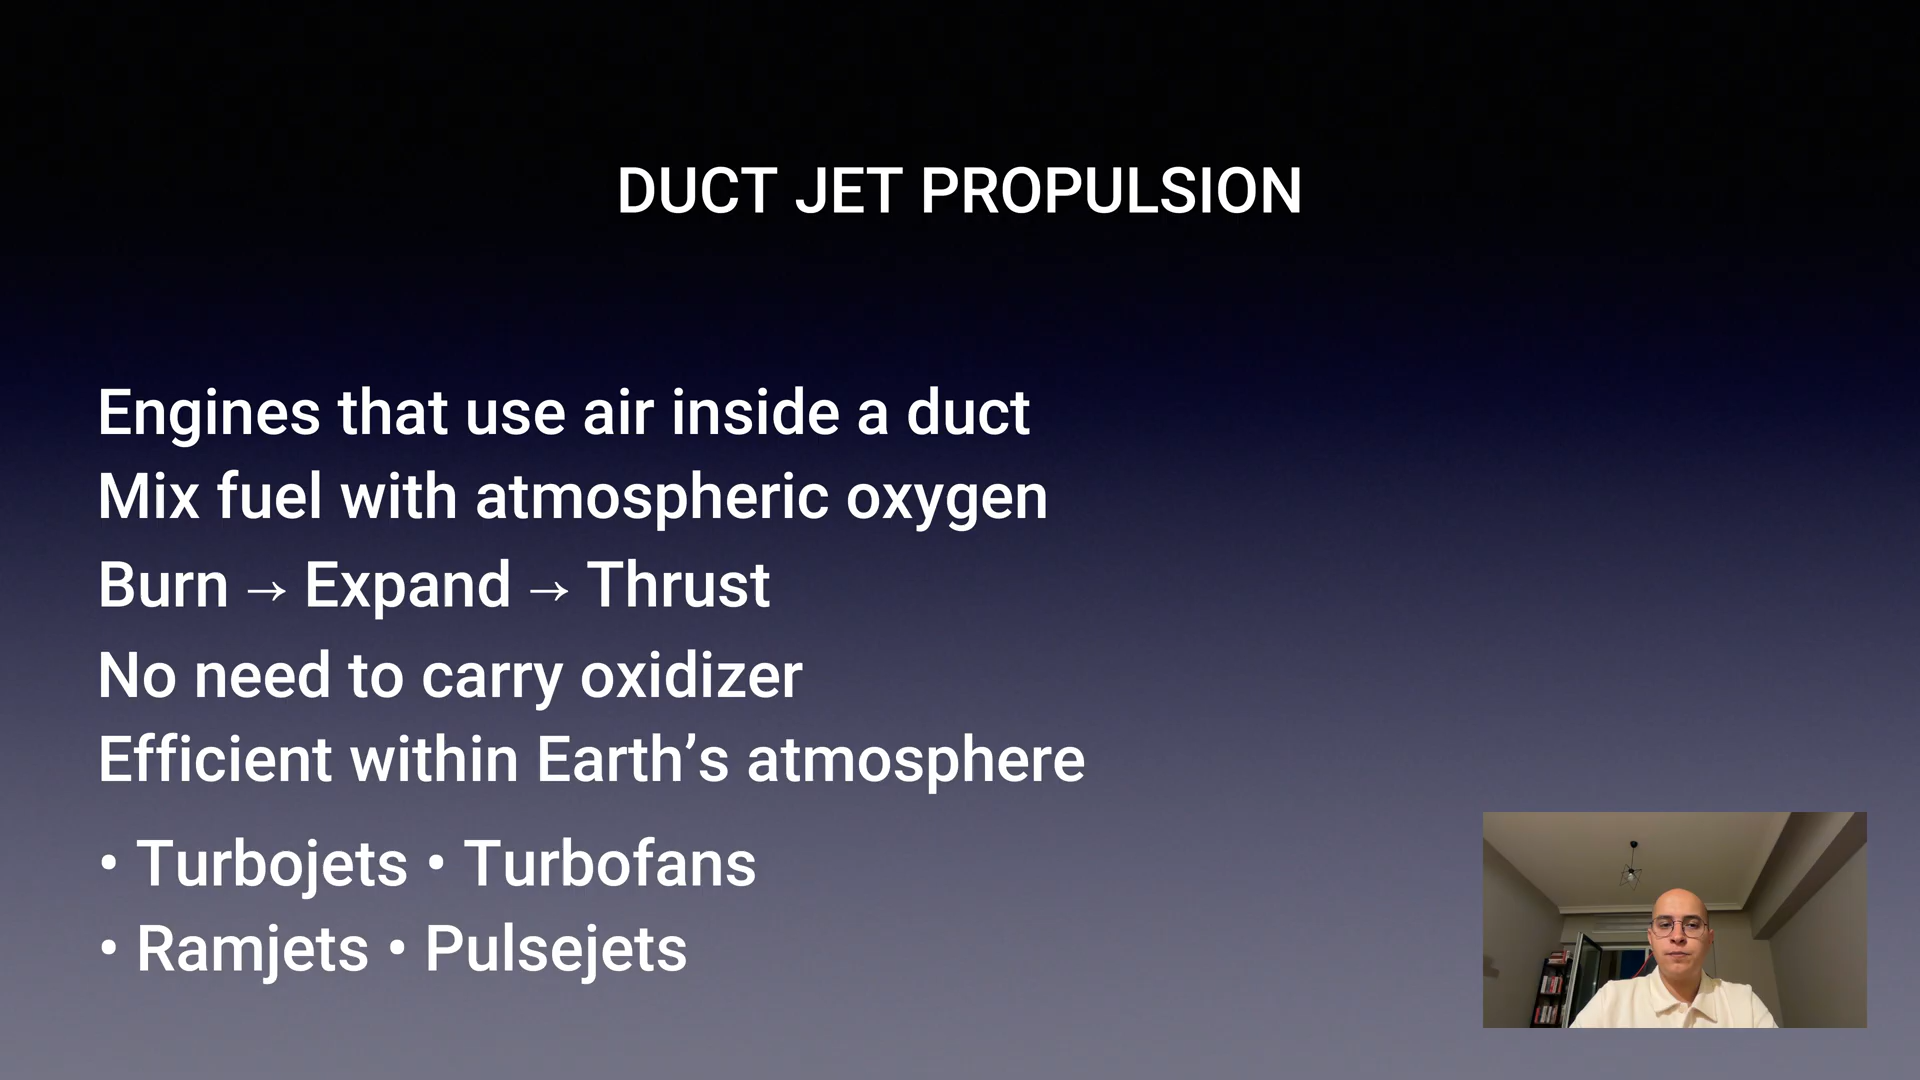 DUCT JET PROPULSION
Engines that use air inside a duct
Mix fuel with atmospheric oxygen
Burn → Expand → Thrust
No need to carry oxidizer
Efficient within Earth’s atmosphere
• Turbojets • Turbofans
• Ramjets • Pulsejets